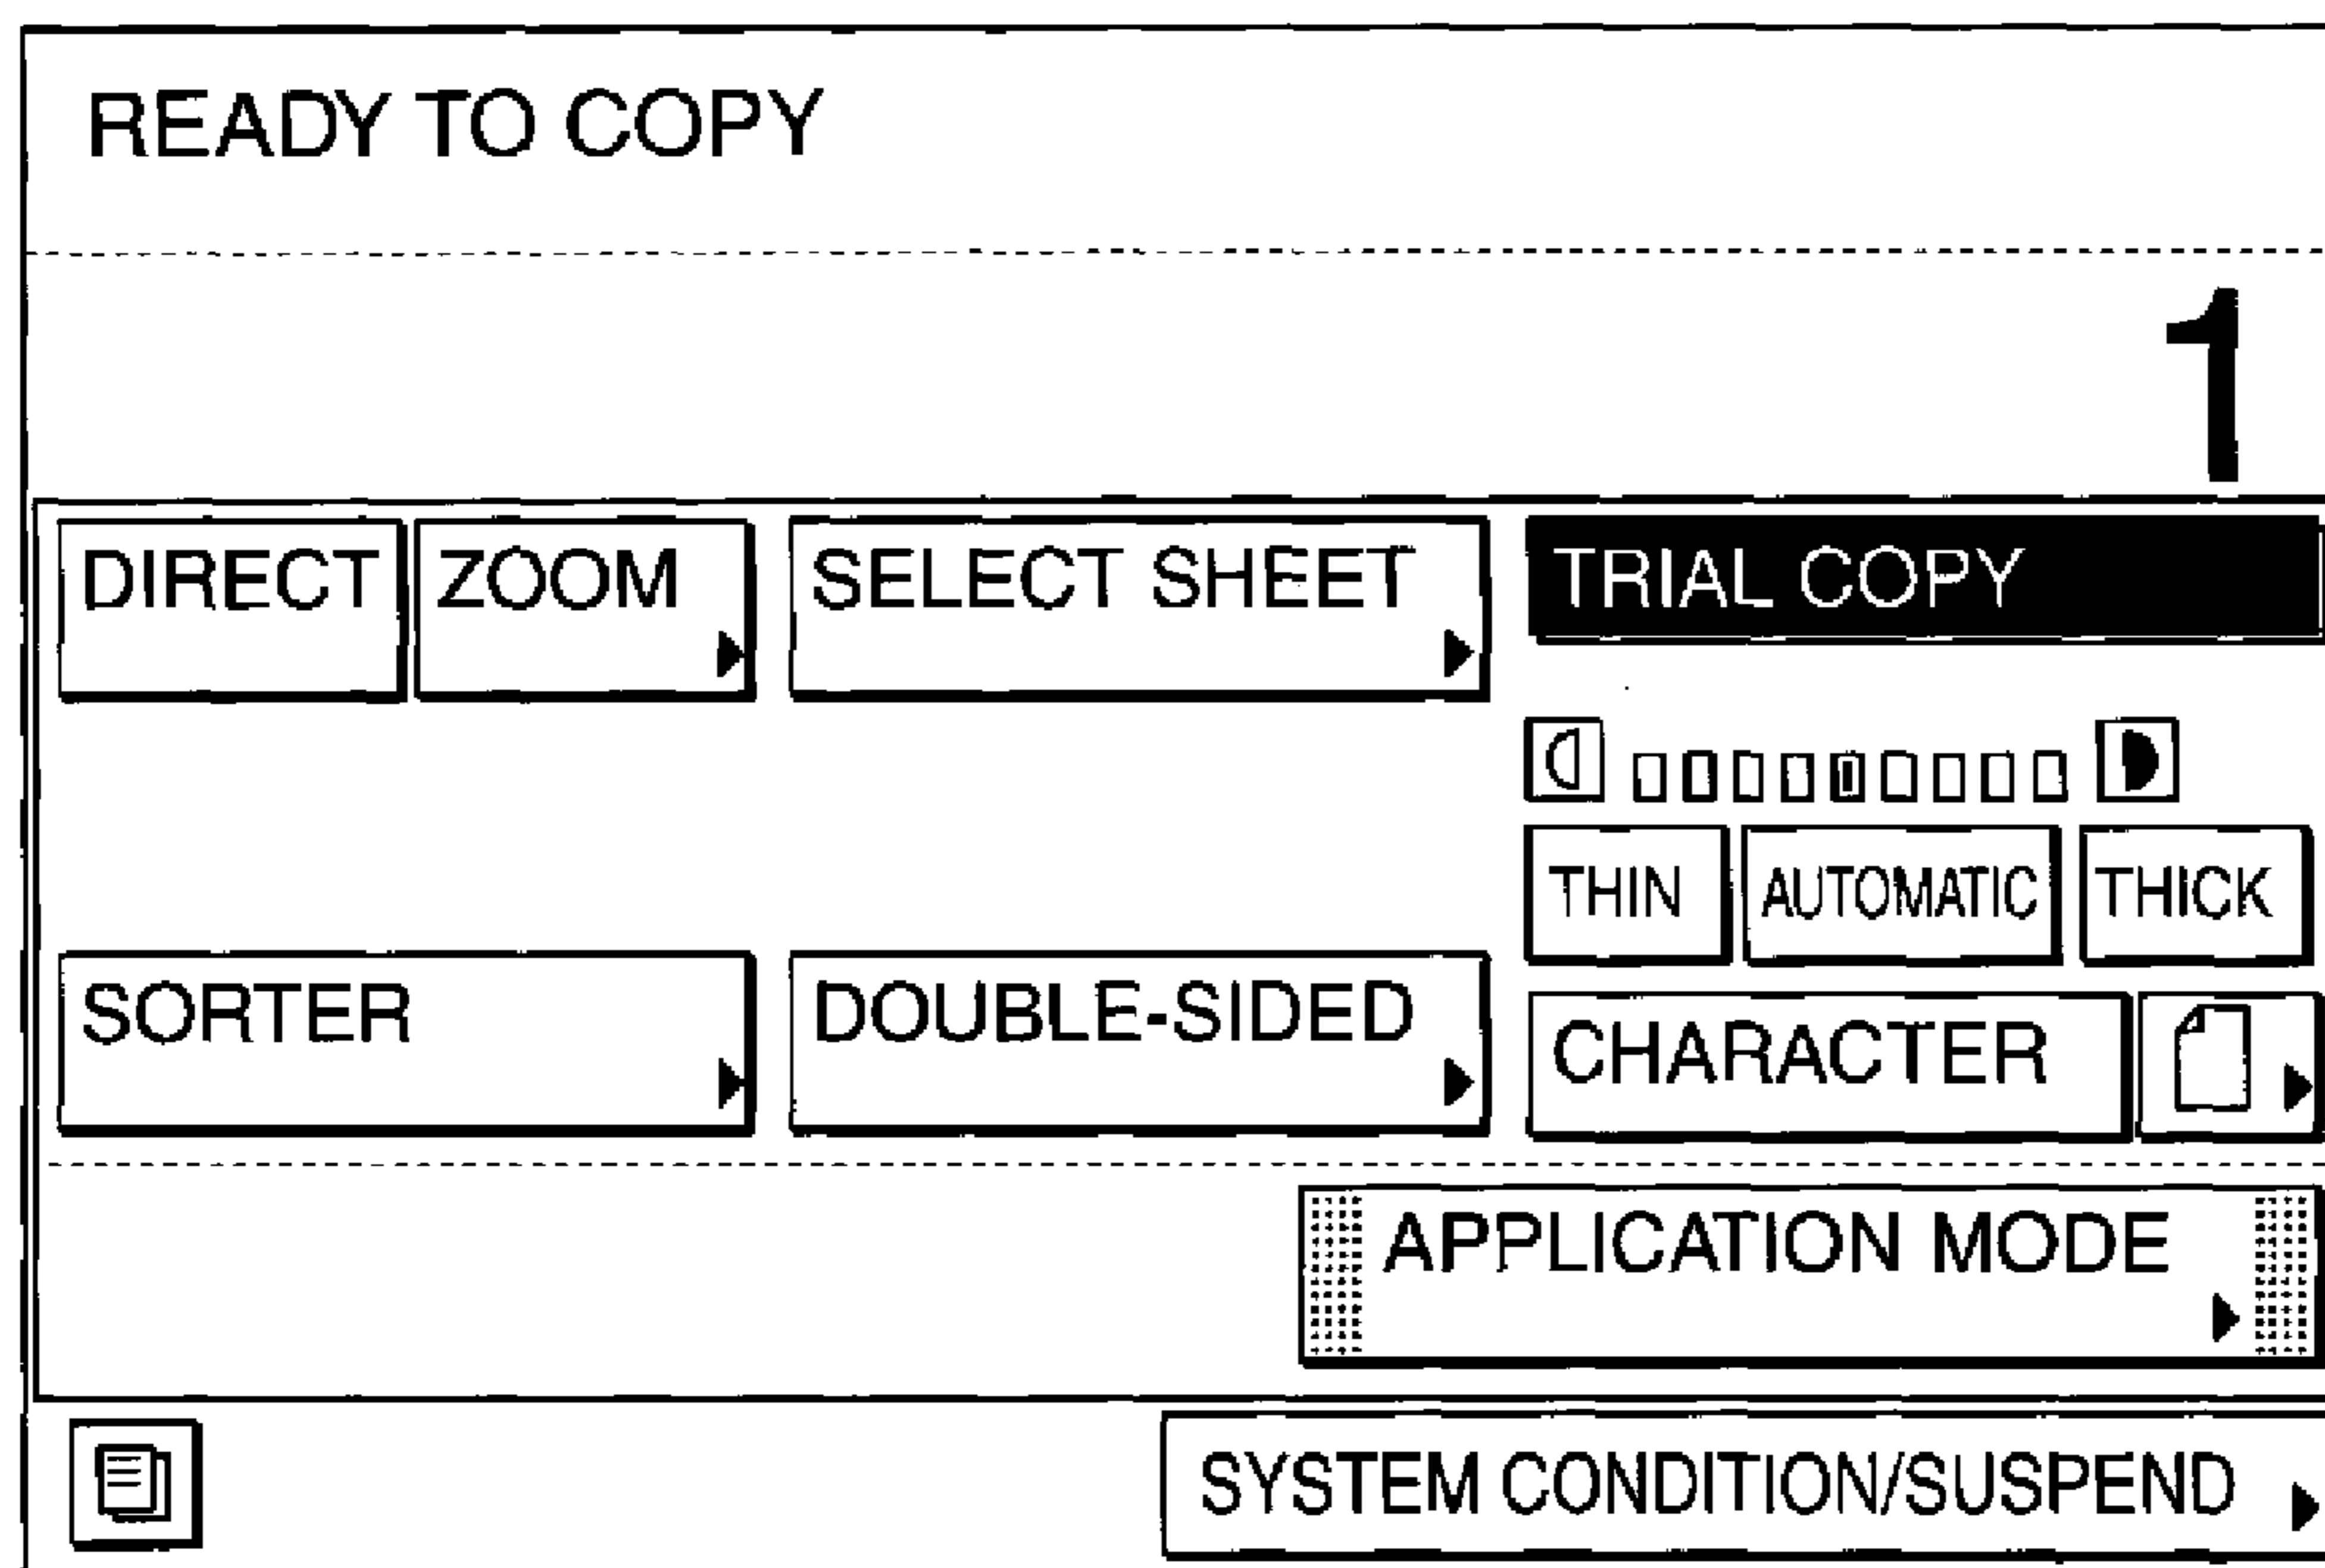 READY TO COPY
1
DIRECT ZOOM SELECT SHEET TRIAL COPY
THIN AUTOMATIC THICK
SORTER DOUBLE-SIDED CHARACTER
APPLICATION MODE
SYSTEM CONDITION/SUSPEND